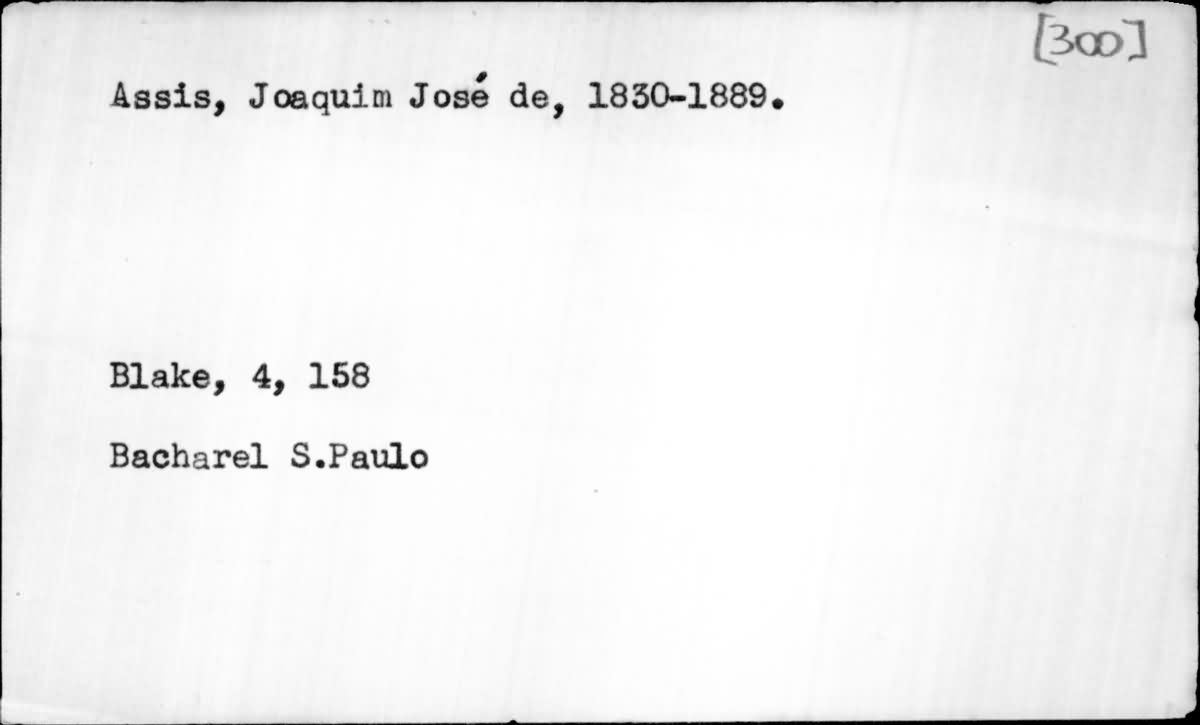 [300]
Assis, Joaquim José de, 1830-1889.
Blake, 4, 158
Bacharel S.Paulo